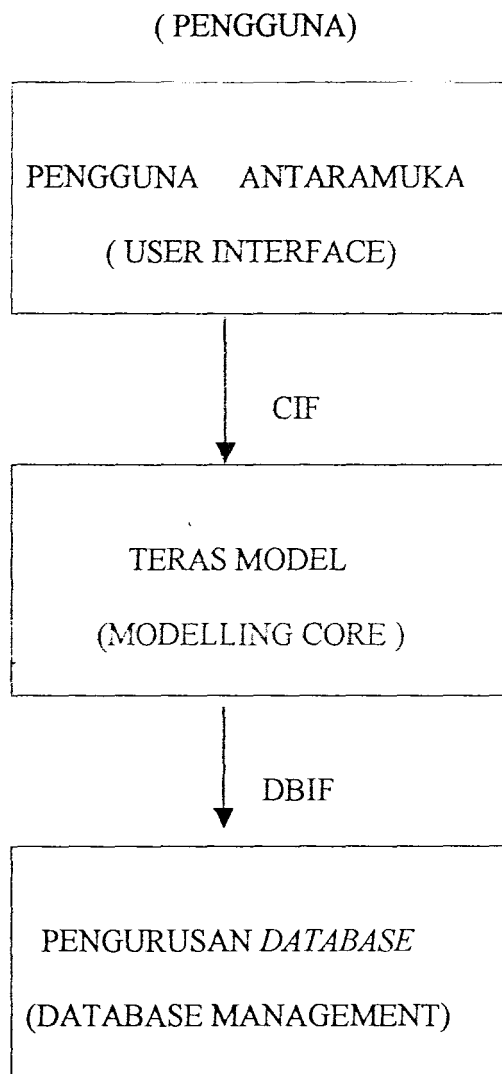 ( PENGGUNA)
PENGGUNA ANTARAMUKA
( USER INTERFACE)
CIF
TERAS MODEL
(MODELLING CORE )
DBIF
PENGURUSAN DATABASE
(DATABASE MANAGEMENT)